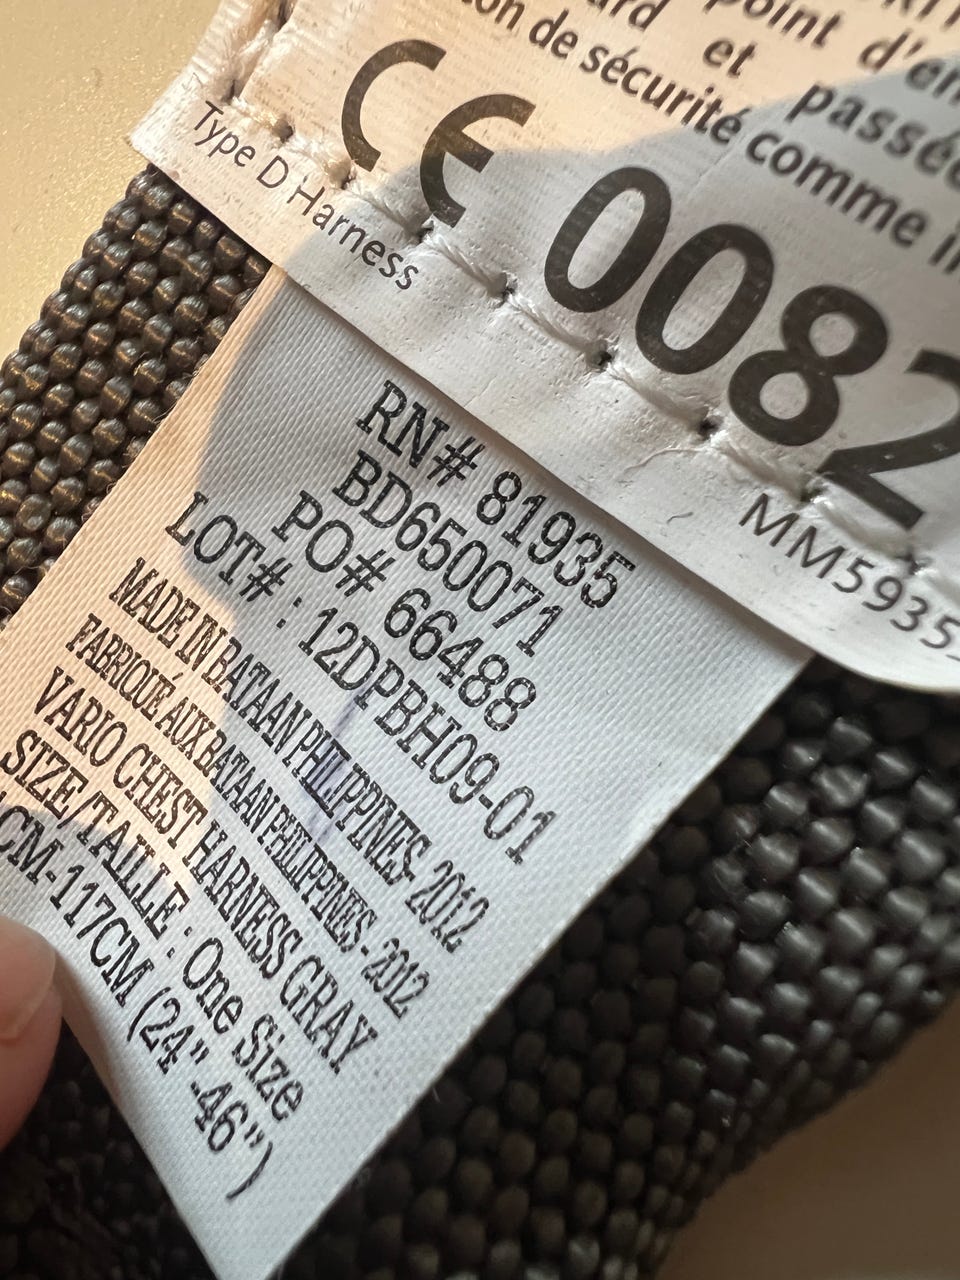 point d'
et passée
de sécurité comme
CE 0082
Type D Harness
RN# 81935
BD650071
PO# 66488
LOT# : 12DPBH09-01
MADE IN BATAAN PHILIPPINES- 2012
FABRIQUÉ AUX BATAAN PHILIPPINES - 2012
VARIO CHEST HARNESS GRAY
SIZE/TAILLE : One Size
CM-117CM (24" -46")
MM5935